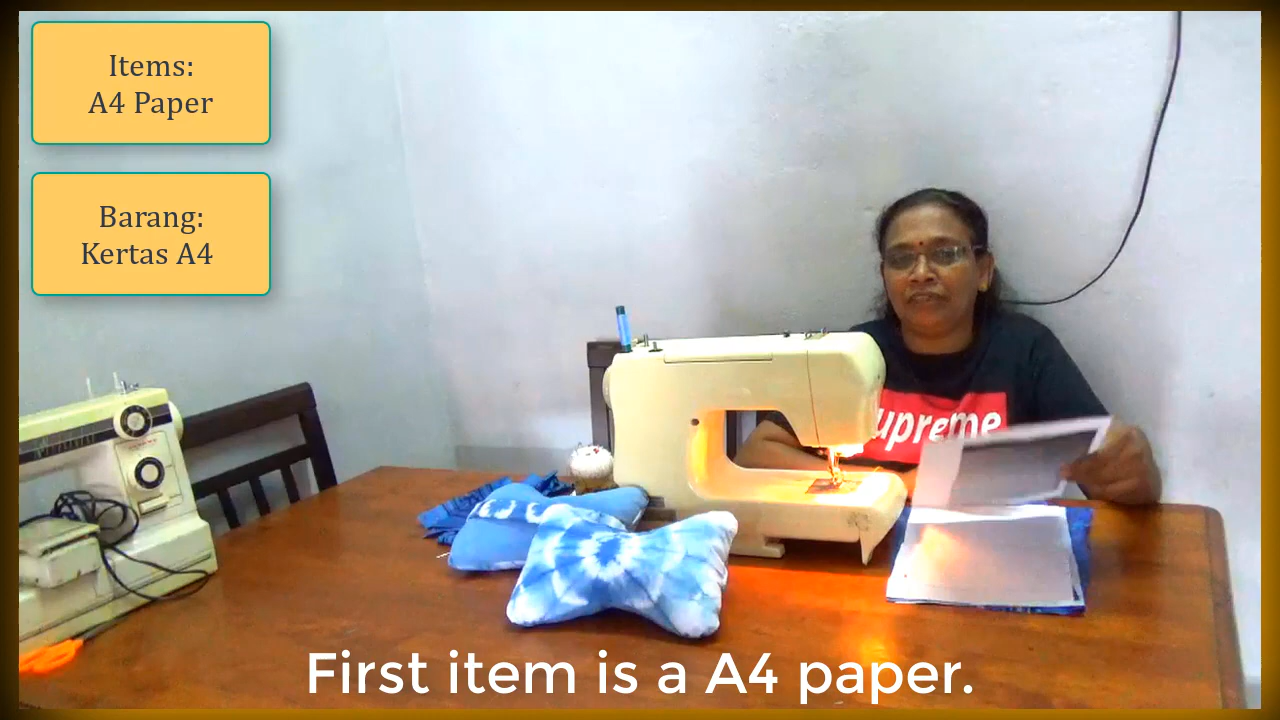 Items:
A4 Paper
Barang:
Kertas A4
upreme
First item is a A4 paper.